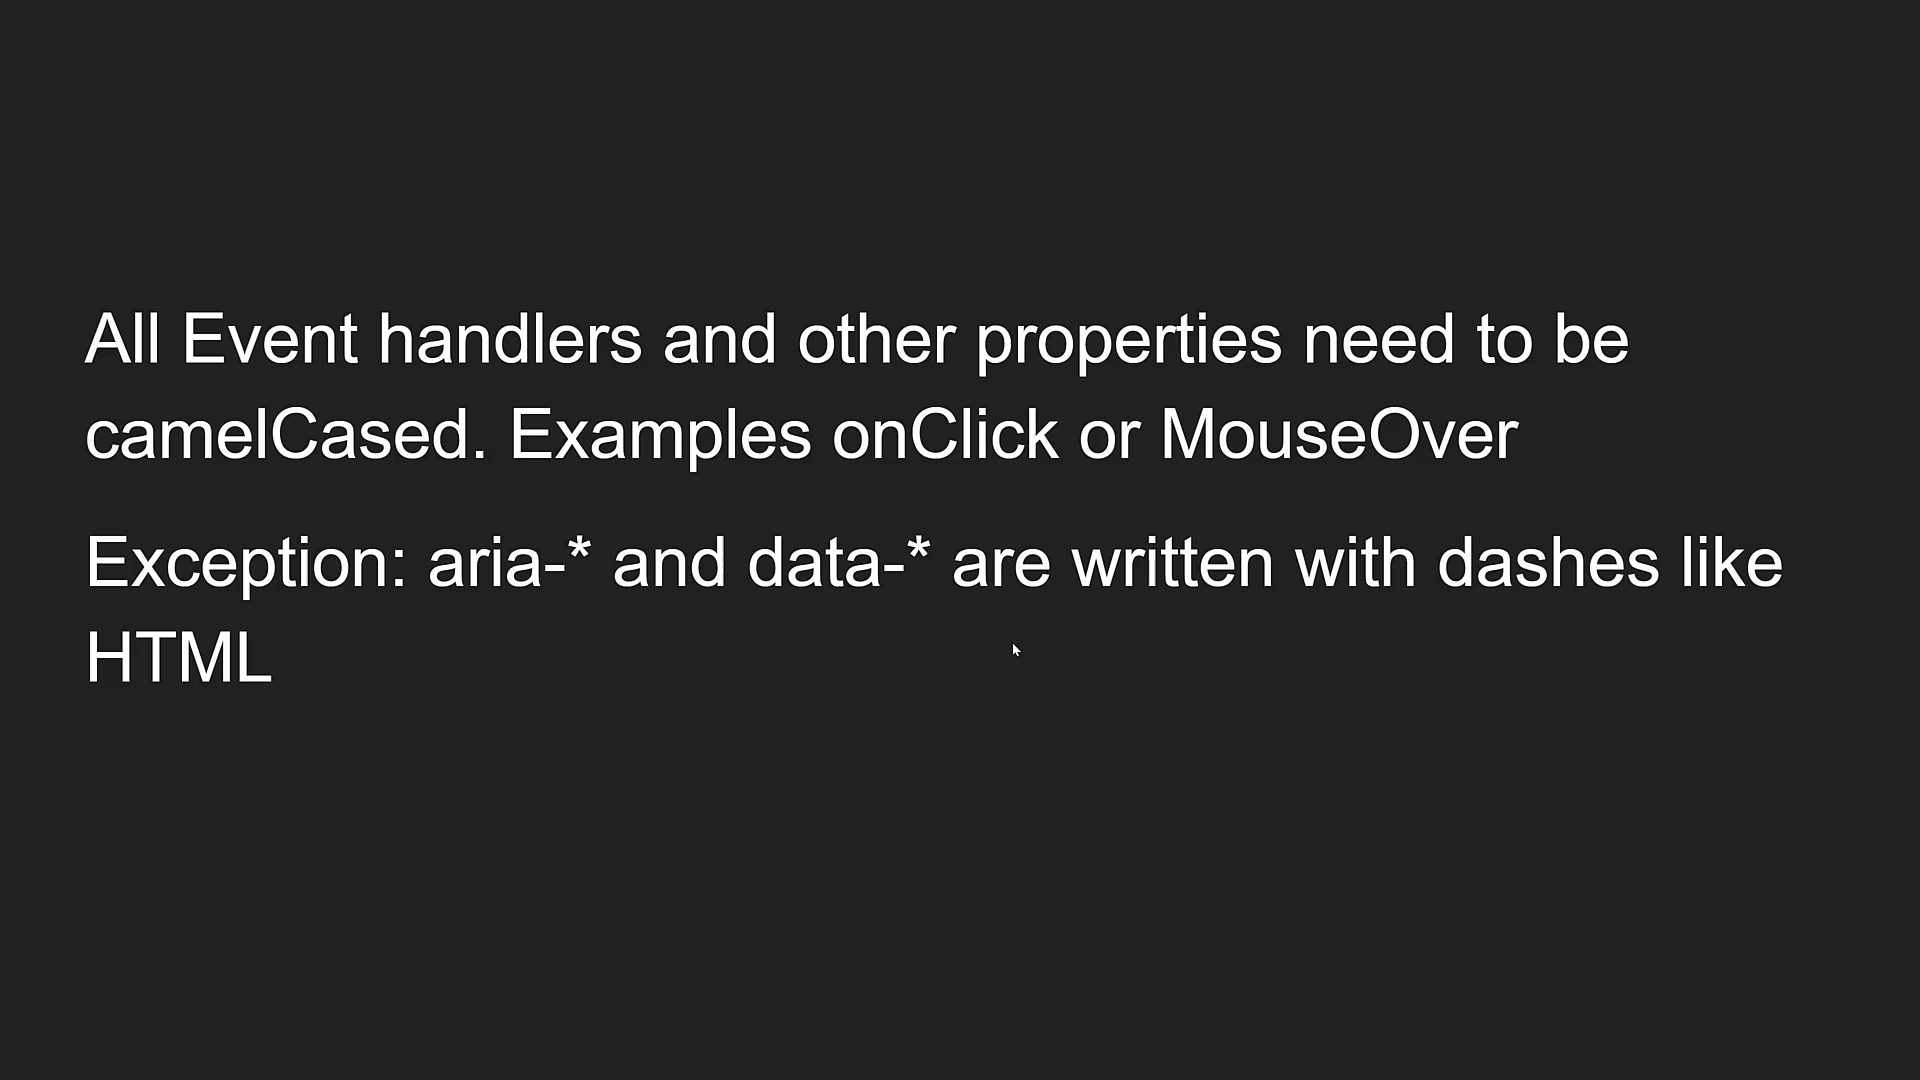 All Event handlers and other properties need to be
camelCased. Examples onClick or MouseOver
Exception: aria-* and data-* are written with dashes like
HTML